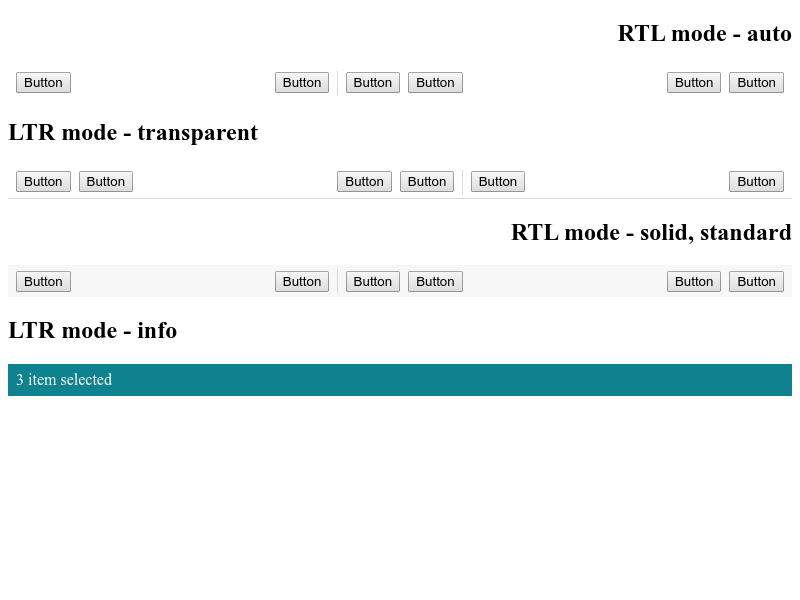 RTL mode - auto
Button Button Button Button Button Button
LTR mode - transparent
Button Button Button Button Button Button
RTL mode - solid, standard
Button Button Button Button Button Button
LTR mode - info
3 item selected